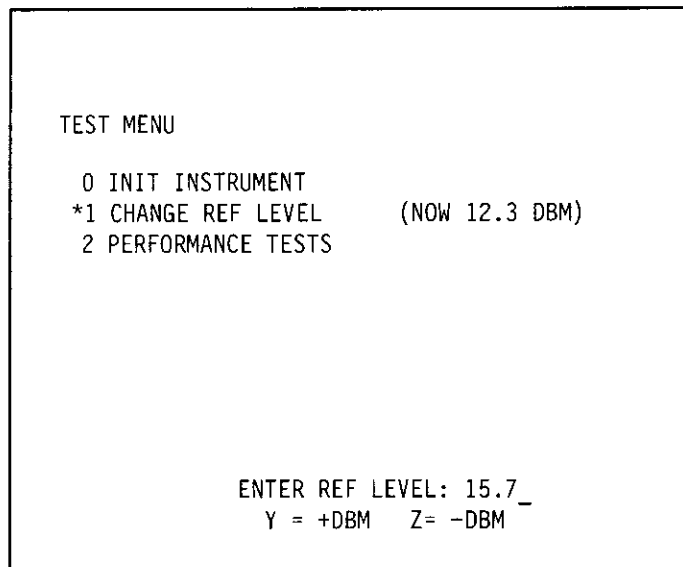 TEST MENU
0 INIT INSTRUMENT
*1 CHANGE REF LEVEL (NOW 12.3 DBM)
2 PERFORMANCE TESTS
ENTER REF LEVEL: 15.7_
Y = +DBM Z= -DBM